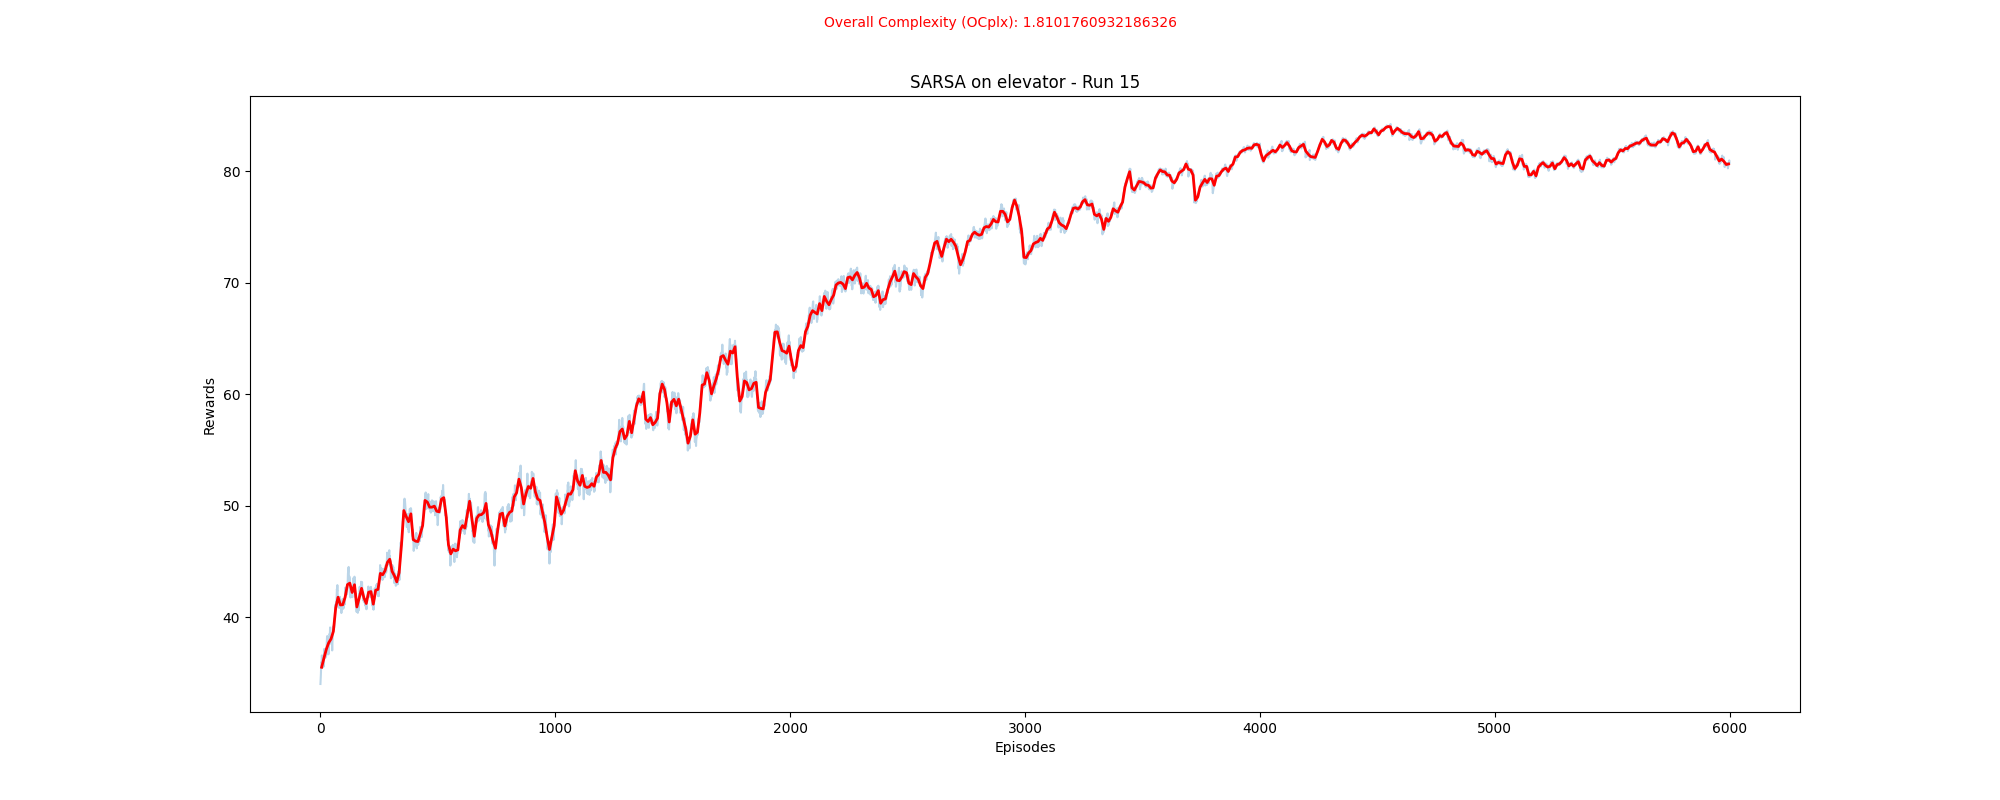 Overall Complexity (OCplx): 1.8101760932186326
SARSA on elevator - Run 15
Rewards
80
70
60
50
40
0 1000 2000 3000 4000 5000 6000
Episodes